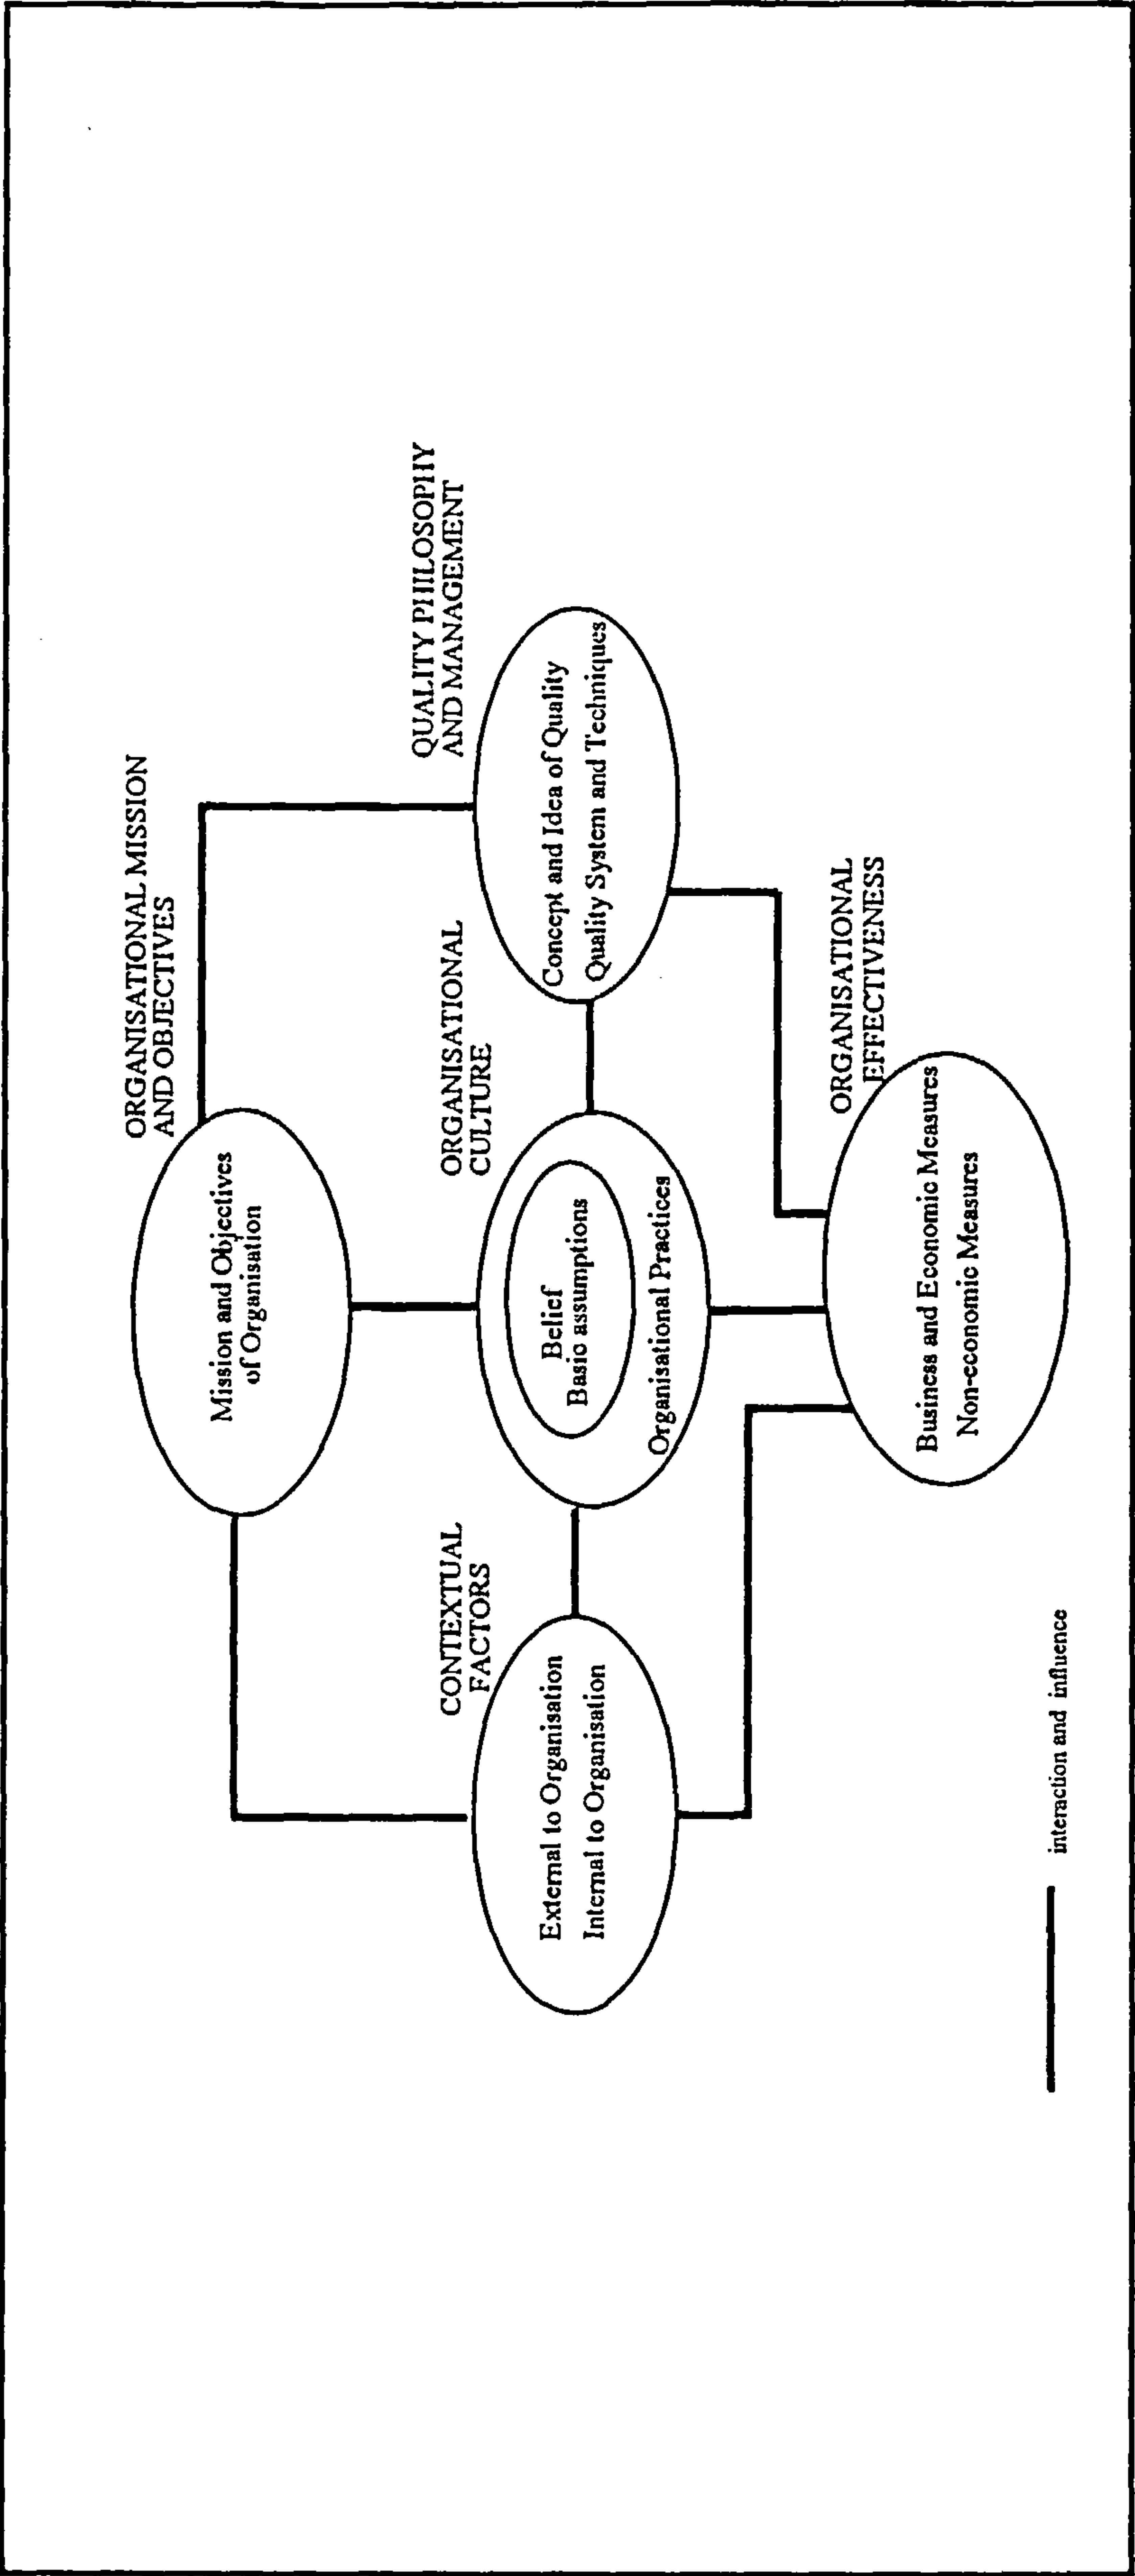 ORGANISATIONAL MISSION
AND OBJECTIVES
Mission and Objectives
of Organisation
QUALITY PHILOSOPHY
AND MANAGEMENT
CONTEXTUAL
FACTORS
ORGANISATIONAL
CULTURE
External to Organisation
Internal to Organisation
Belief
Basic assumptions
Organisational Practices
Concept and Idea of Quality
Quality System and Techniques
ORGANISATIONAL
EFFECTIVENESS
Business and Economic Measures
Non-economic Measures
interaction and influence